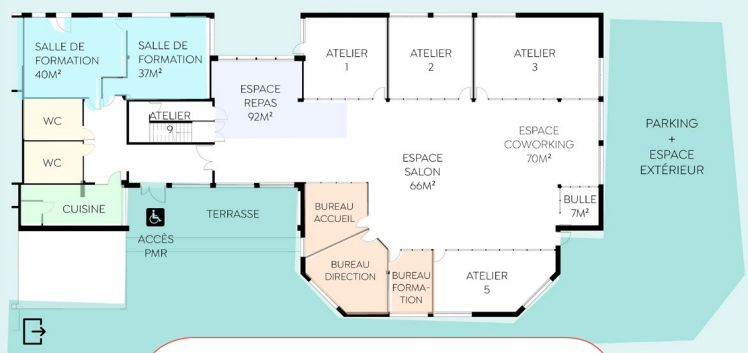 SALLE DE
FORMATION
40M²
SALLE DE
FORMATION
37M²
ESPACE
REPAS
92M²
ATELIER
1
ATELIER
2
ATELIER
3
WC
WC
ATELIER
9
CUISINE
ACCÈS
PMR
TERRASSE
ESPACE
SALON
66M²
ESPACE
COWORKING
70M²
BULLE
7M²
BUREAU
ACCUEIL
BUREAU
DIRECTION
BUREAU
FORMA-
TION
ATELIER
5
PARKING
+
ESPACE
EXTÉRIEUR